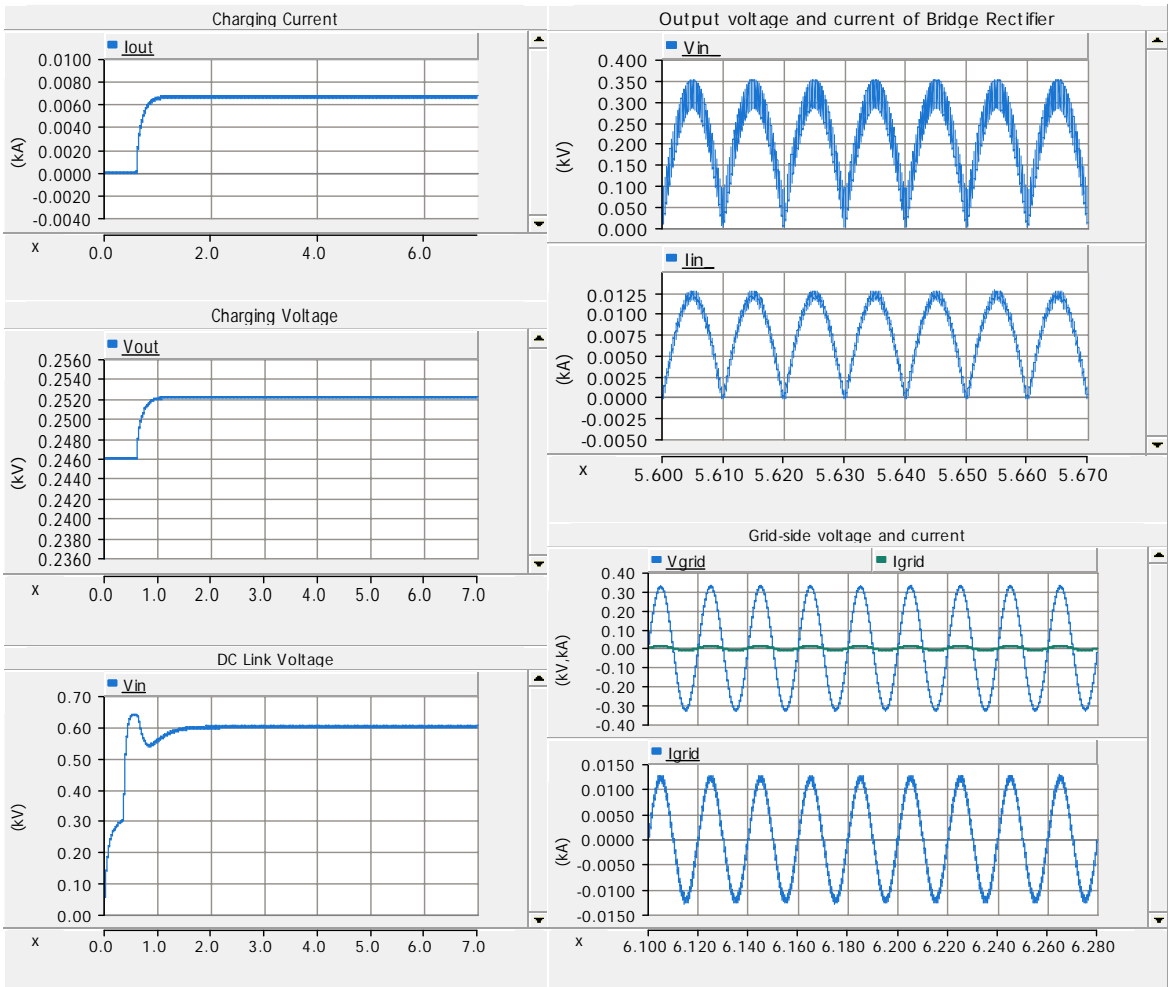 Charging Current
Iout
0.0100
0.0080
0.0060
0.0040
0.0020
0.0000
-0.0020
-0.0040
(kA)
x
0.0 2.0 4.0 6.0
Charging Voltage
Vout
0.2560
0.2540
0.2520
0.2500
0.2480
0.2460
0.2440
0.2420
0.2400
0.2380
0.2360
(kV)
x
0.0 1.0 2.0 3.0 4.0 5.0 6.0 7.0
DC Link Voltage
Vin
0.70
0.60
0.50
0.40
0.30
0.20
0.10
0.00
(kV)
x
0.0 1.0 2.0 3.0 4.0 5.0 6.0 7.0
Output voltage and current of Bridge Rectifier
Vin_
0.400
0.350
0.300
0.250
0.200
0.150
0.100
0.050
0.000
(kV)
Iin_
0.0125
0.0100
0.0075
0.0050
0.0025
0.0000
-0.0025
-0.0050
(kA)
x
5.600 5.610 5.620 5.630 5.640 5.650 5.660 5.670
Grid-side voltage and current
Vgrid Igrid
0.40
0.30
0.20
0.10
0.00
-0.10
-0.20
-0.30
-0.40
(kV,kA)
Igrid
0.0150
0.0100
0.0050
0.0000
-0.0050
-0.0100
-0.0150
(kA)
x
6.100 6.120 6.140 6.160 6.180 6.200 6.220 6.240 6.260 6.280